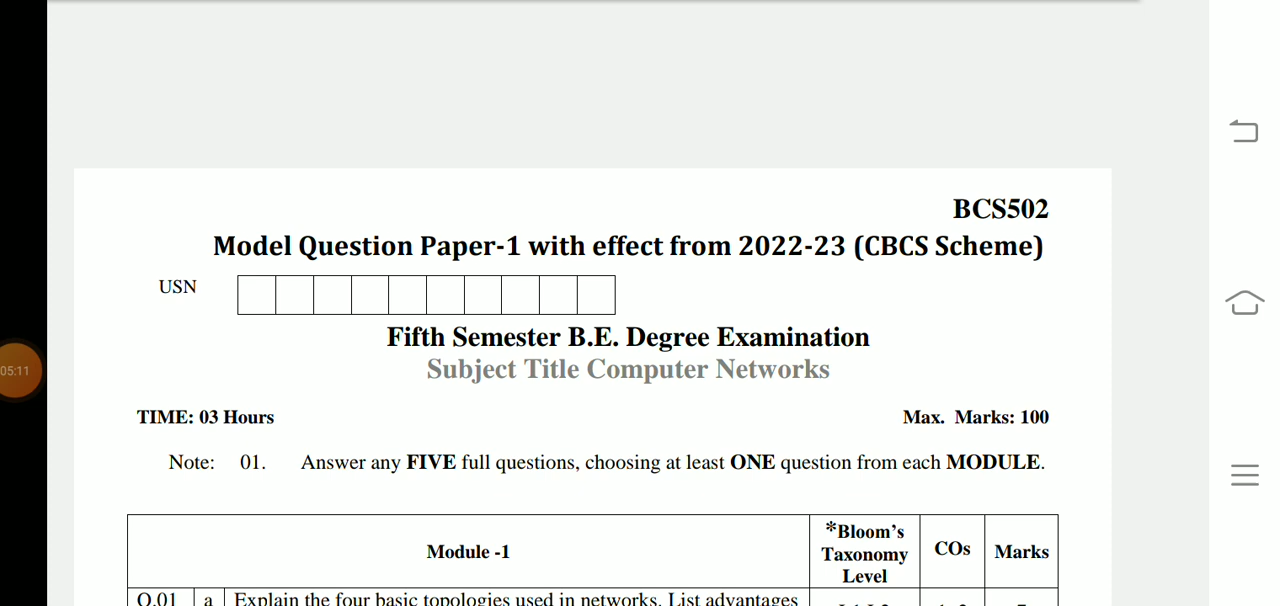 BCS502
Model Question Paper-1 with effect from 2022-23 (CBCS Scheme)
USN
Fifth Semester B.E. Degree Examination
Subject Title Computer Networks
TIME: 03 Hours Max. Marks: 100
Note: 01. Answer any FIVE full questions, choosing at least ONE question from each MODULE.
Module -1
*Bloom's
Taxonomy
Level
COs
Marks
05:11
Q.01 a Explain the four basic topologies used in networks. List advantages